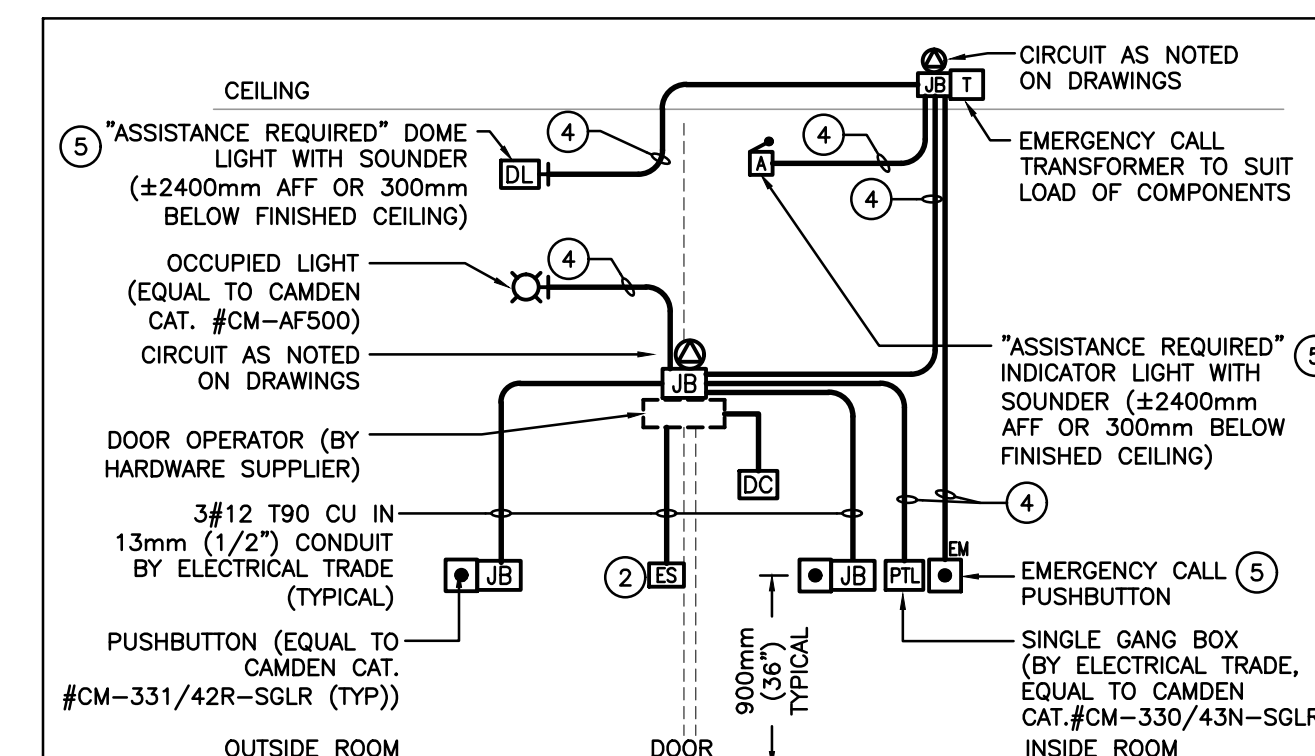 CEILING
5
"ASSISTANCE REQUIRED" DOME
LIGHT WITH SOUNDER
(±2400mm AFF OR 300mm
BELOW FINISHED CEILING)
DL
4
OCCUPIED LIGHT
(EQUAL TO CAMDEN
CAT. #CM-AF500)
4
CIRCUIT AS NOTED
ON DRAWINGS
JB
DOOR OPERATOR (BY
HARDWARE SUPPLIER)
DC
3#12 T90 CU IN
13mm (1/2") CONDUIT
BY ELECTRICAL TRADE
(TYPICAL)
JB
2
ES
PUSHBUTTON (EQUAL TO
CAMDEN CAT.
#CM-331/42R-SGLR (TYP))
OUTSIDE ROOM
DOOR
JB
T
CIRCUIT AS NOTED
ON DRAWINGS
EMERGENCY CALL
TRANSFORMER TO SUIT
LOAD OF COMPONENTS
A
4
4
"ASSISTANCE REQUIRED"
5
INDICATOR LIGHT WITH
SOUNDER (±2400mm
AFF OR 300mm BELOW
FINISHED CEILING)
4
JB
PTL
EM
EMERGENCY CALL
PUSHBUTTON
5
900mm
(36")
TYPICAL
SINGLE GANG BOX
(BY ELECTRICAL TRADE,
EQUAL TO CAMDEN
CAT.#CM-330/43N-SGLR
INSIDE ROOM